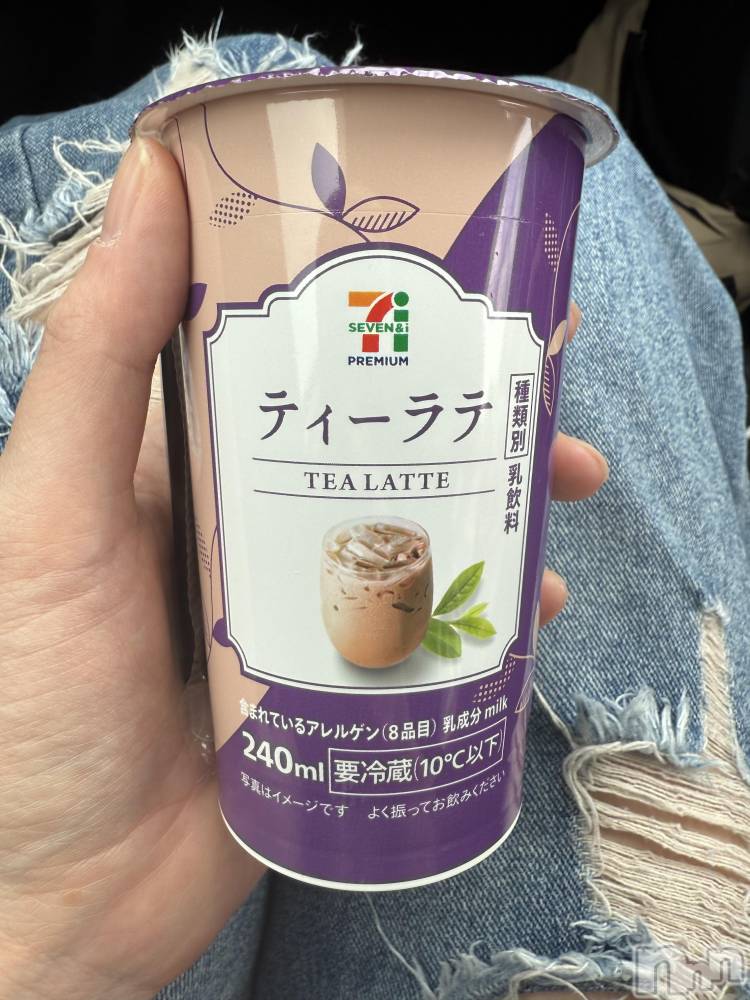 7i
SEVEN&i
PREMIUM
ティーラテ
TEA LATTE
種類別 乳飲料
含まれているアレルゲン(8品目) 乳成分 milk
240ml 要冷蔵(10℃以下)
写真はイメージです よく振ってお飲みください